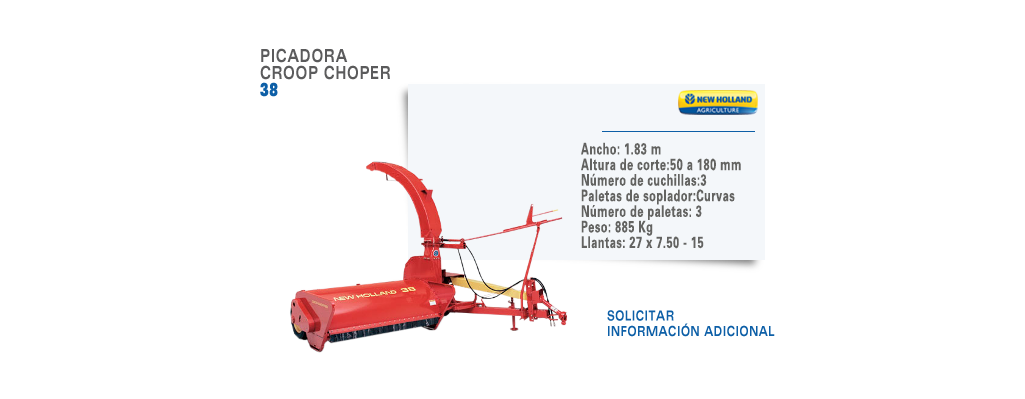 PICADORA
CROOP CHOPER
38
NEW HOLLAND
AGRICULTURE
Ancho: 1.83 m
Altura de corte:50 a 180 mm
Número de cuchillas:3
Paletas de soplador:Curvas
Número de paletas: 3
Peso: 885 Kg
Llantas: 27 x 7.50 - 15
NEW HOLLAND 38
SOLICITAR
INFORMACIÓN ADICIONAL